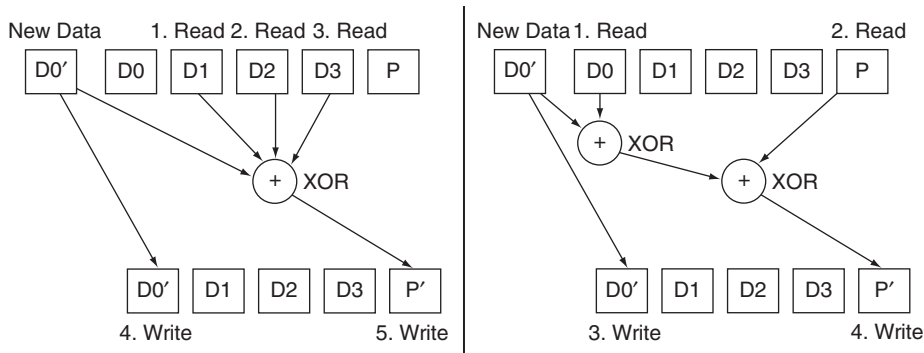 New Data 1. Read 2. Read 3. Read
D0′ D0 D1 D2 D3 P
+ XOR
D0′ D1 D2 D3 P′
4. Write 5. Write
New Data 1. Read 2. Read
D0′ D0 D1 D2 D3 P
+ XOR
+ XOR
D0′ D1 D2 D3 P′
3. Write 4. Write